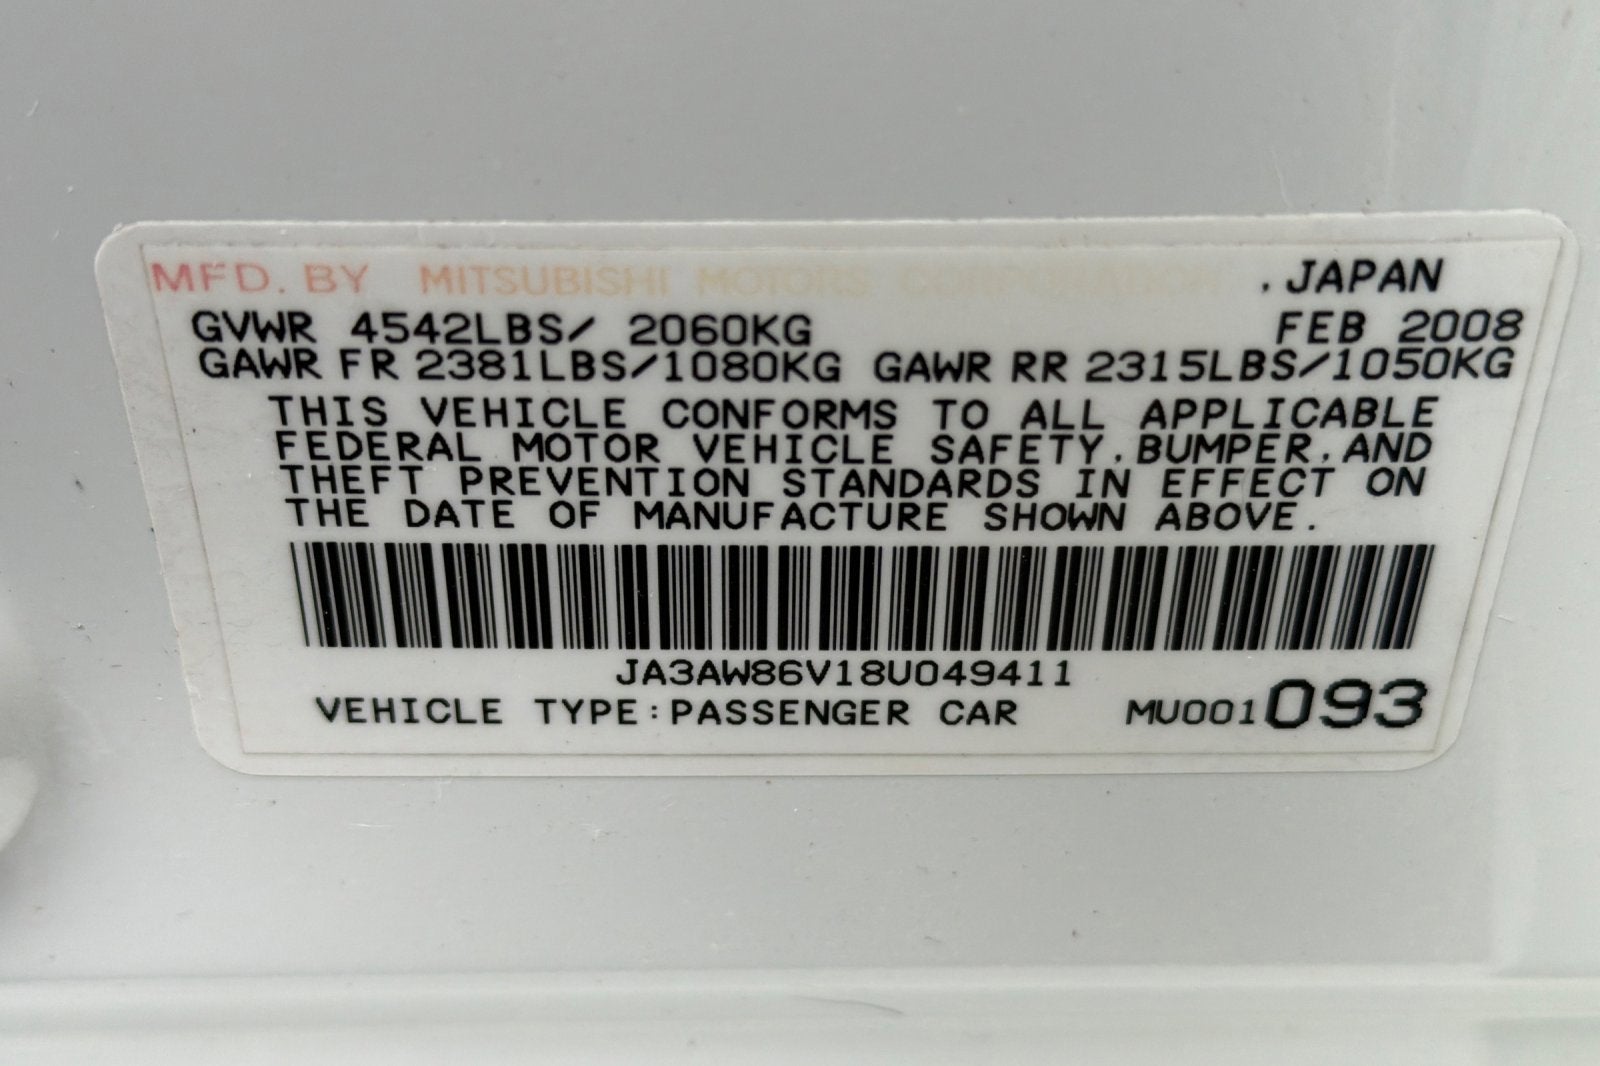 MFD. BY MITSUBISHI MOTORS CORPORATION , JAPAN
GVWR 4542LBS/ 2060KG FEB 2008
GAWR FR 2381LBS/1080KG GAWR RR 2315LBS/1050KG
THIS VEHICLE CONFORMS TO ALL APPLICABLE
FEDERAL MOTOR VEHICLE SAFETY, BUMPER, AND
THEFT PREVENTION STANDARDS IN EFFECT ON
THE DATE OF MANUFACTURE SHOWN ABOVE.
JA3AW86V18U049411
VEHICLE TYPE:PASSENGER CAR MU001093